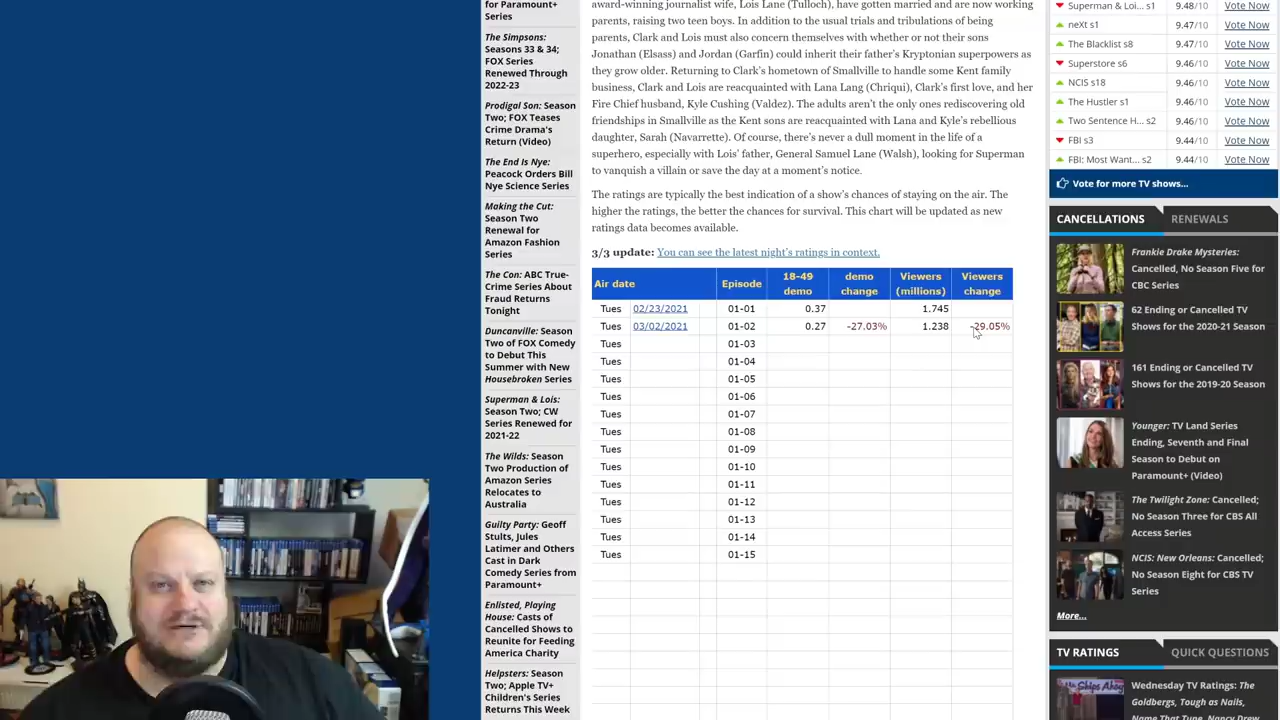 for Paramount+
Series
The Simpsons:
Seasons 33 & 34;
FOX Series
Renewed Through
2022-23
Prodigal Son: Season
Two; FOX Teases
Crime Drama's
Return (Video)
The End Is Nye:
Peacock Orders Bill
Nye Science Series
Making the Cut:
Season Two
Renewal for
Amazon Fashion
Series
The Con: ABC True-
Crime Series About
Fraud Returns
Tonight
Duncanville: Season
Two of FOX Comedy
to Debut This
Summer with New
Housebroken Series
Superman & Lois:
Season Two; CW
Series Renewed for
2021-22
The Wilds: Season
Two Production of
Amazon Series
Relocates to
Australia
Guilty Party: Geoff
Stults, Jules
Latimer and Others
Cast in Dark
Comedy Series from
Paramount+
Enlisted, Playing
House: Casts of
Cancelled Shows to
Reunite for Feeding
America Charity
Helpsters: Season
Two; Apple TV+
Children's Series
Returns This Week
award-winning journalist wife, Lois Lane (Tulloch), have gotten married and are now working
parents, raising two teen boys. In addition to the usual trials and tribulations of being
parents, Clark and Lois must also concern themselves with whether or not their sons
Jonathan (Elsass) and Jordan (Garfin) could inherit their father's Kryptonian superpowers as
they grow older. Returning to Clark's hometown of Smallville to handle some Kent family
business, Clark and Lois are reacquainted with Lana Lang (Chriqui), Clark's first love, and her
Fire Chief husband, Kyle Cushing (Valdez). The adults aren't the only ones rediscovering old
friendships in Smallville as the Kent sons are reacquainted with Lana and Kyle's rebellious
daughter, Sarah (Navarrette). Of course, there's never a dull moment in the life of a
superhero, especially with Lois' father, General Samuel Lane (Walsh), looking for Superman
to vanquish a villain or save the day at a moment's notice.
The ratings are typically the best indication of a show's chances of staying on the air. The
higher the ratings, the better the chances for survival. This chart will be updated as new
ratings data becomes available.
3/3 update: You can see the latest night's ratings in context.
Air date Episode 18-49 demo demo change Viewers (millions) Viewers change
Tues 02/23/2021 01-01 0.37 1.745
Tues 03/02/2021 01-02 0.27 -27.03% 1.238 -29.05%
Tues 01-03
Tues 01-04
Tues 01-05
Tues 01-06
Tues 01-07
Tues 01-08
Tues 01-09
Tues 01-10
Tues 01-11
Tues 01-12
Tues 01-13
Tues 01-14
Tues 01-15
Superman & Loi... s1 9.48/10 Vote Now
neXt s1 9.47/10 Vote Now
The Blacklist s8 9.47/10 Vote Now
Superstore s6 9.46/10 Vote Now
NCIS s18 9.46/10 Vote Now
The Hustler s1 9.46/10 Vote Now
Two Sentence H... s2 9.46/10 Vote Now
FBI s3 9.44/10 Vote Now
FBI: Most Want... s2 9.44/10 Vote Now
Vote for more TV shows...
CANCELLATIONS RENEWALS
Frankie Drake Mysteries:
Cancelled, No Season Five for
CBC Series
62 Ending or Cancelled TV
Shows for the 2020-21 Season
161 Ending or Cancelled TV
Shows for the 2019-20 Season
Younger: TV Land Series
Ending, Seventh and Final
Season to Debut on
Paramount+ (Video)
The Twilight Zone: Cancelled;
No Season Three for CBS All
Access Series
NCIS: New Orleans: Cancelled;
No Season Eight for CBS TV
Series
More...
TV RATINGS QUICK QUESTIONS
Wednesday TV Ratings: The
Goldbergs, Tough as Nails,
Name That Tune, Nancy Drew